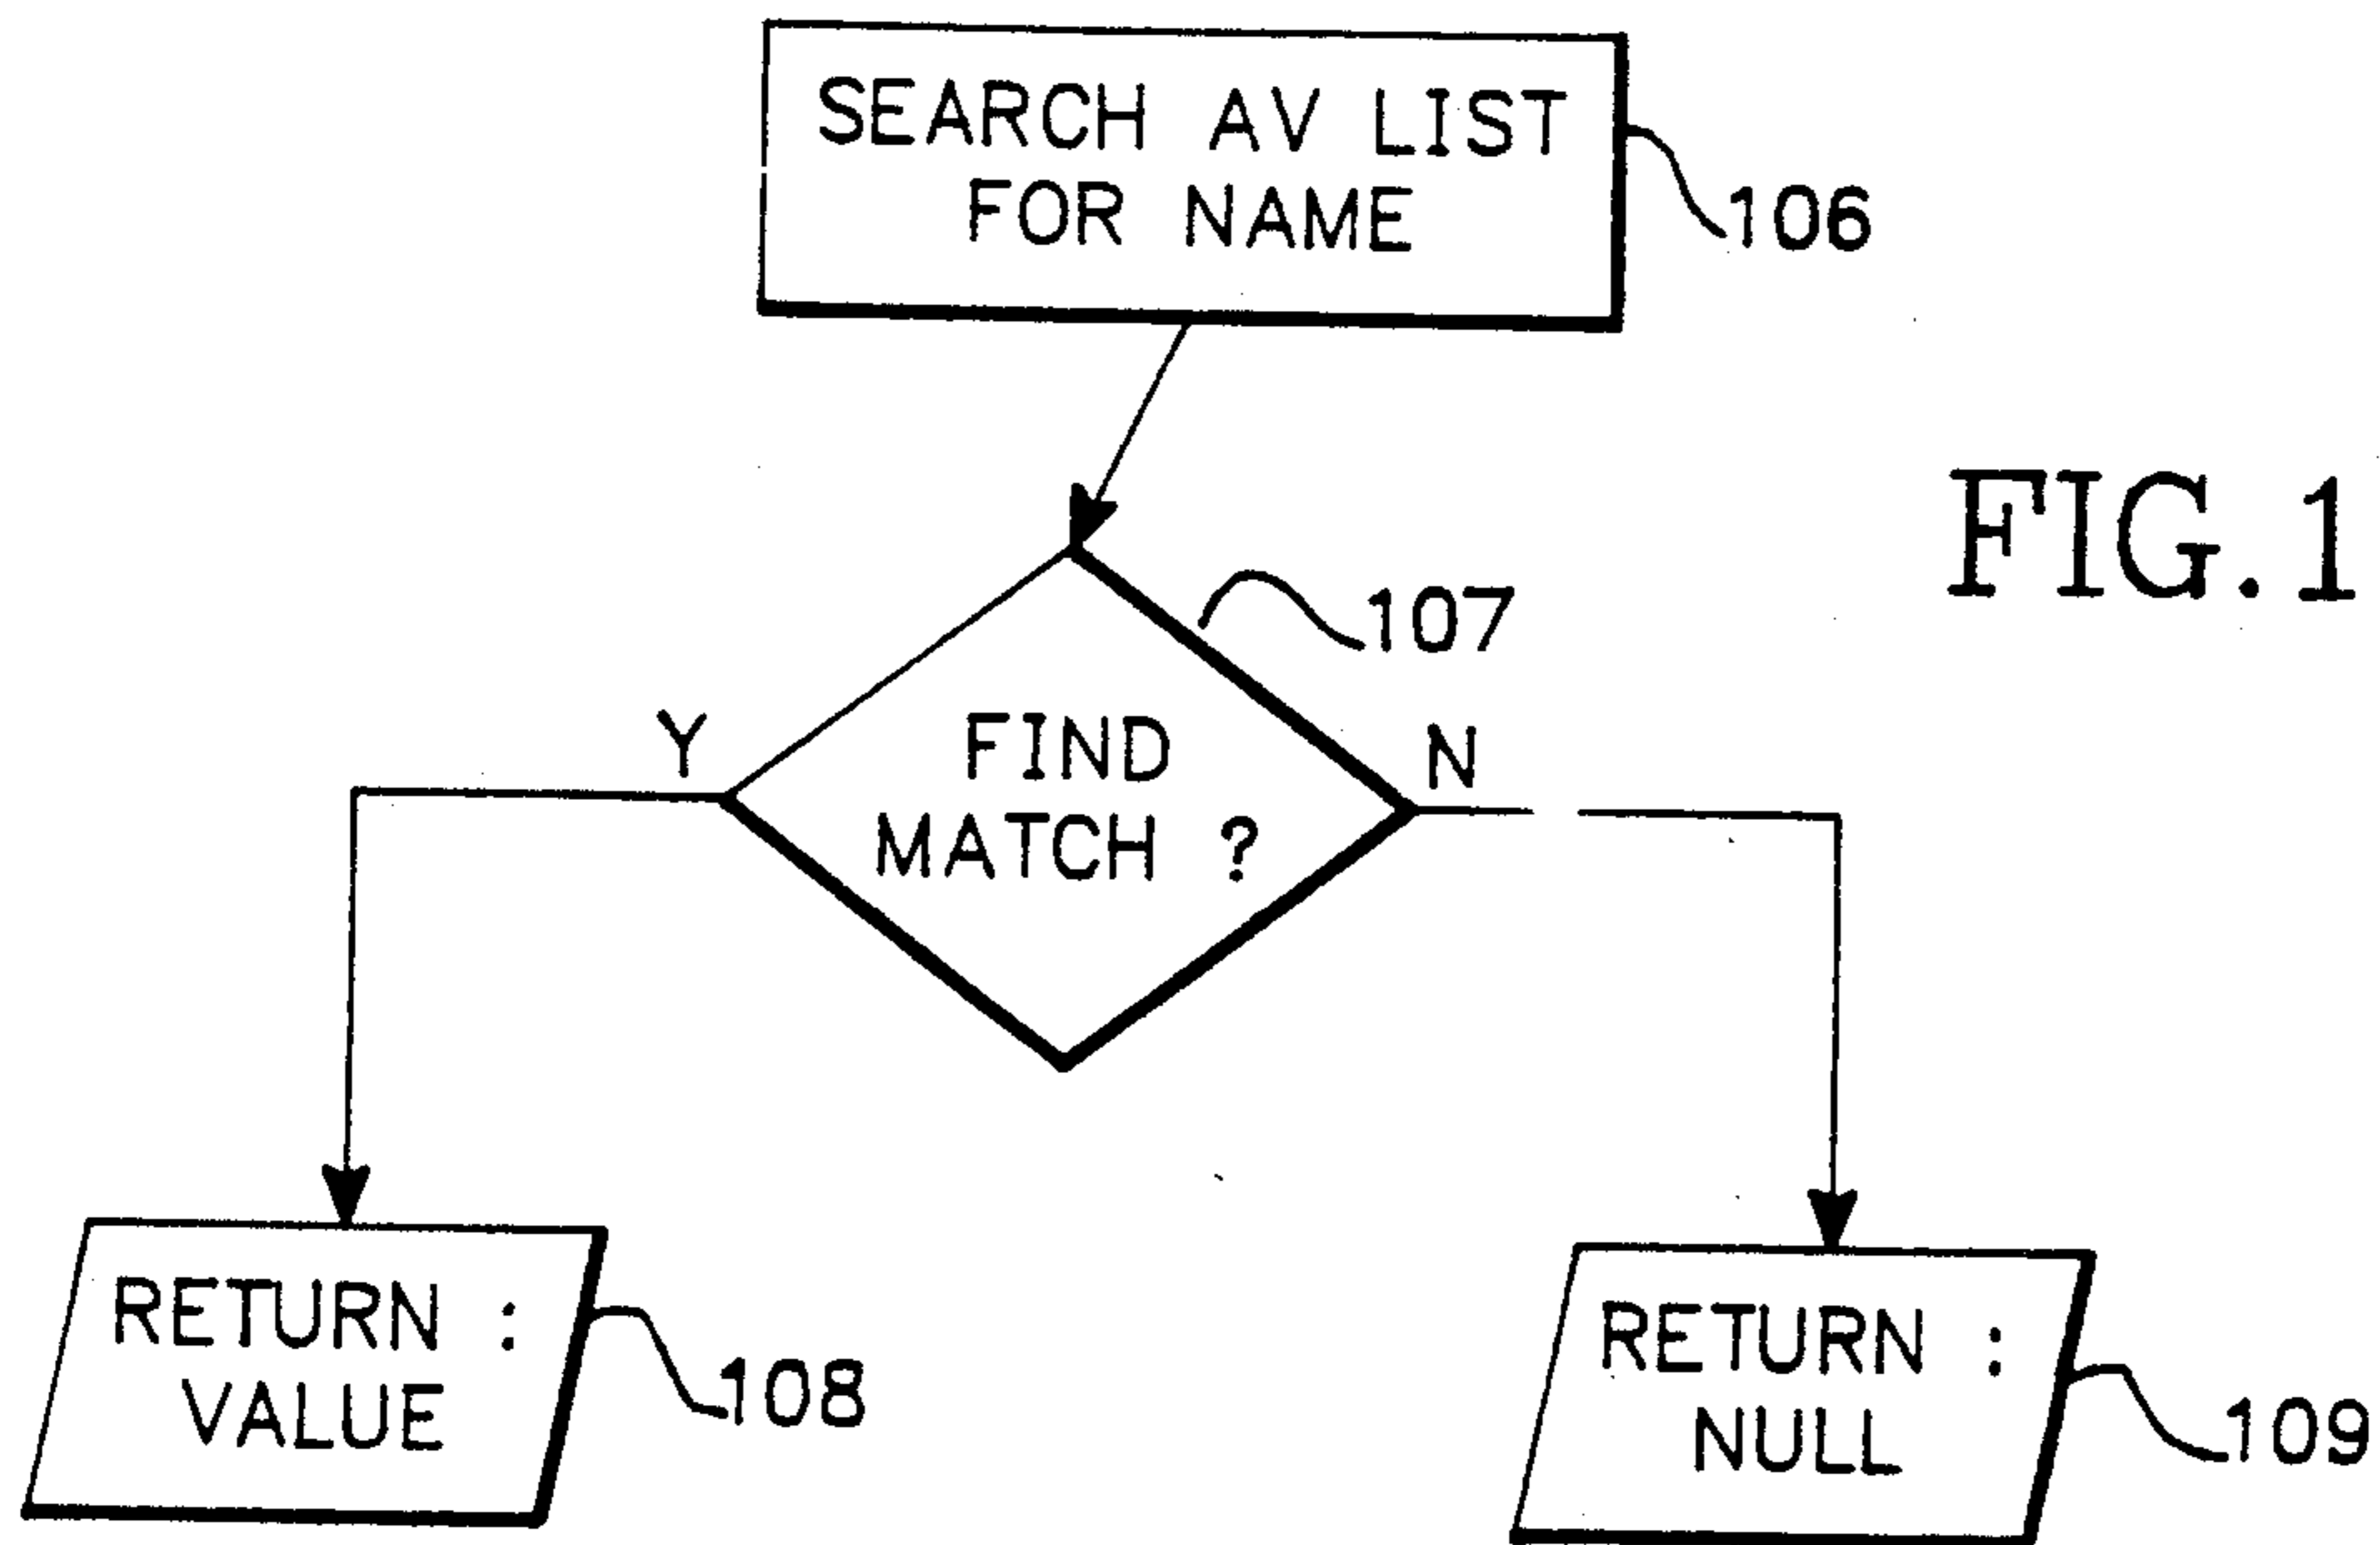 SEARCH AV LIST
FOR NAME
106
FIG.1
107
Y
FIND
MATCH ?
N
RETURN :
VALUE
108
RETURN :
NULL
109